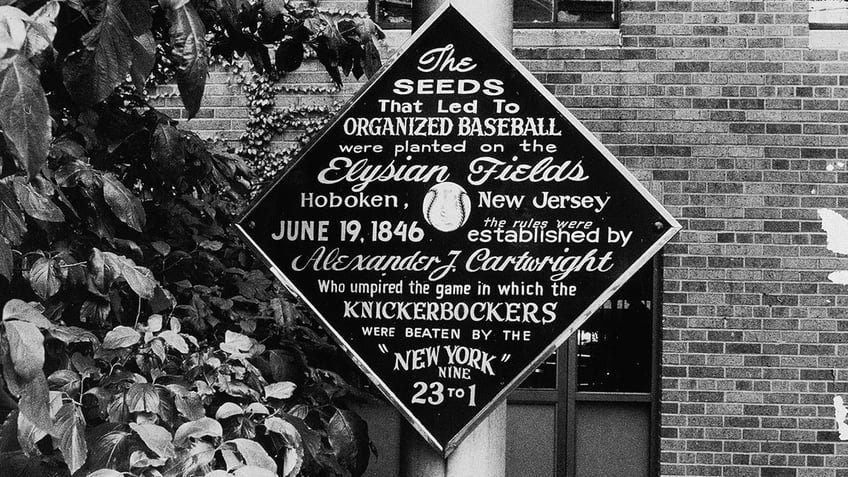 The
SEEDS
That Led To
ORGANIZED BASEBALL
were planted on the
Elysian Fields
Hoboken, New Jersey
JUNE 19, 1846 the rules were
established by
Alexander J. Cartwright
Who umpired the game in which the
KNICKERBOCKERS
WERE BEATEN BY THE
"NEW YORK"
NINE
23 TO 1